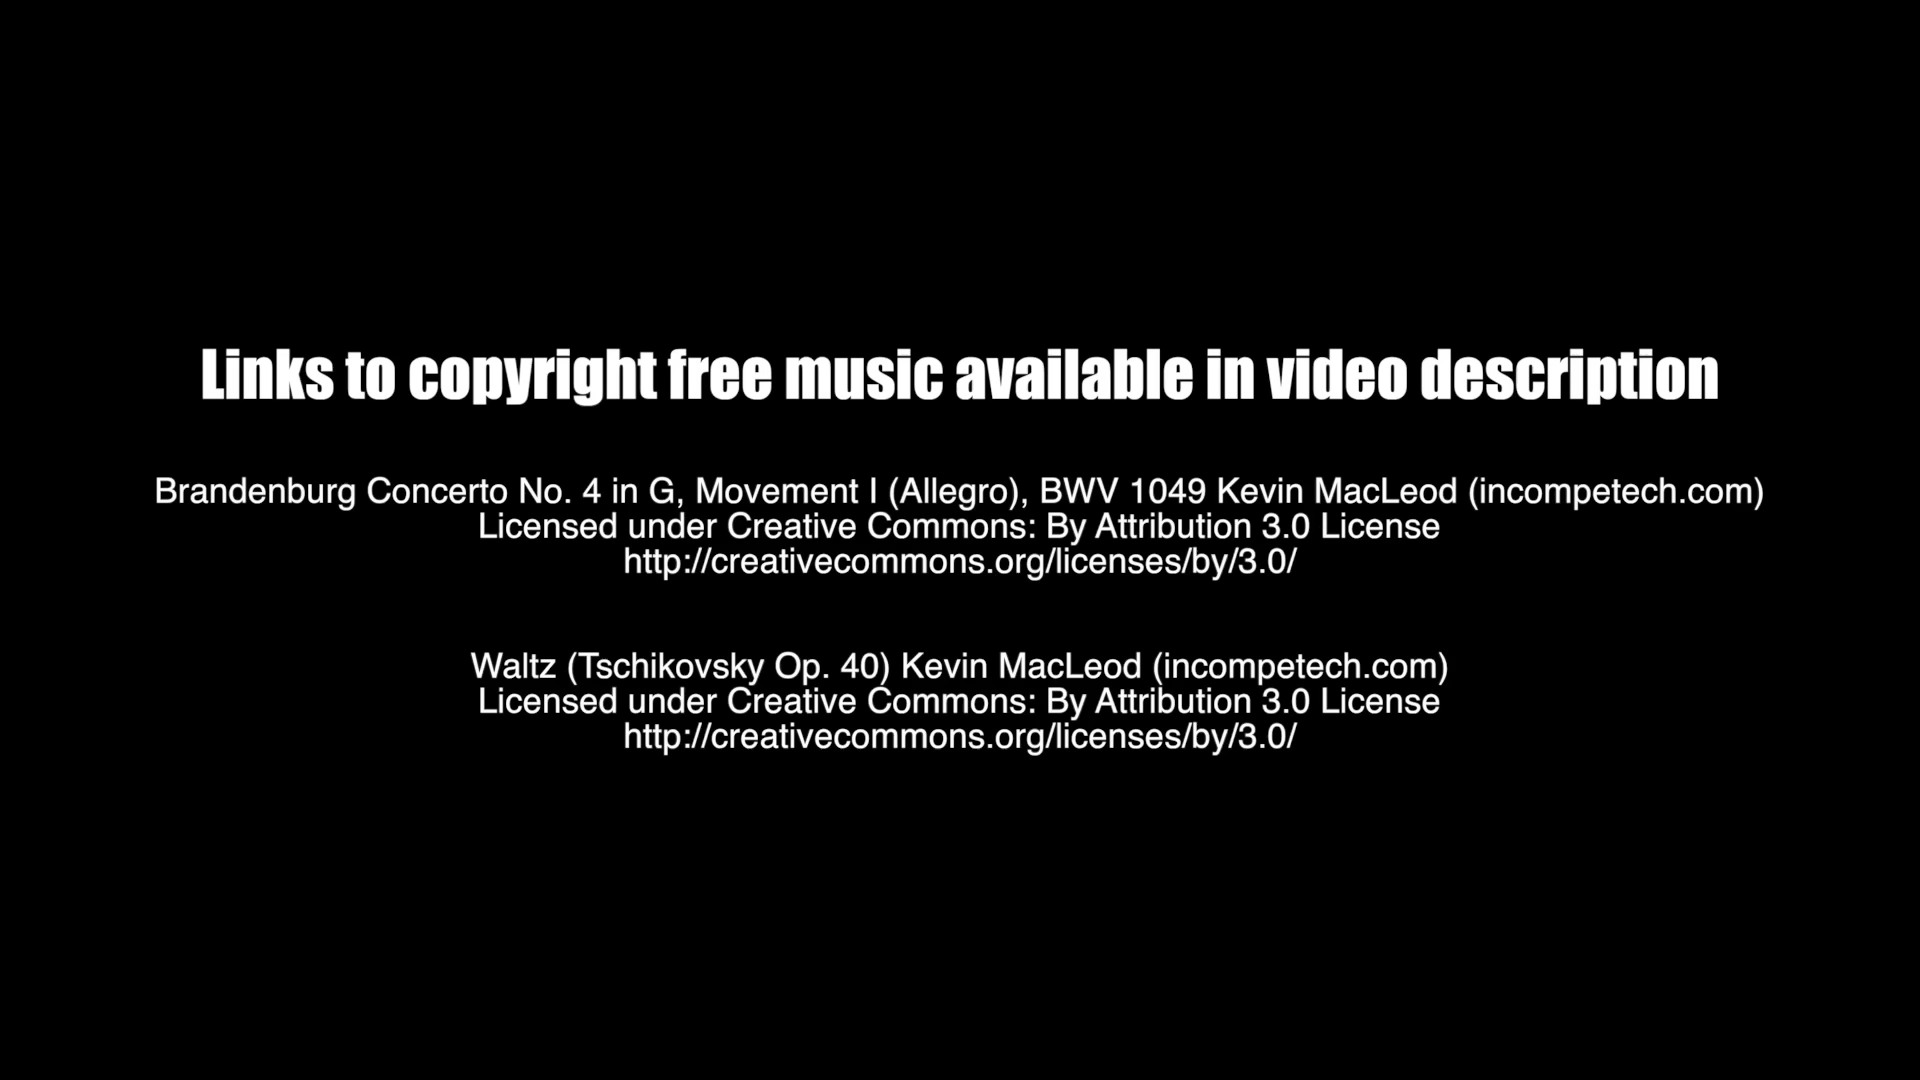 Links to copyright free music available in video description
Brandenburg Concerto No. 4 in G, Movement I (Allegro), BWV 1049 Kevin MacLeod (incompetech.com)
Licensed under Creative Commons: By Attribution 3.0 License
http://creativecommons.org/licenses/by/3.0/
Waltz (Tschikovsky Op. 40) Kevin MacLeod (incompetech.com)
Licensed under Creative Commons: By Attribution 3.0 License
http://creativecommons.org/licenses/by/3.0/